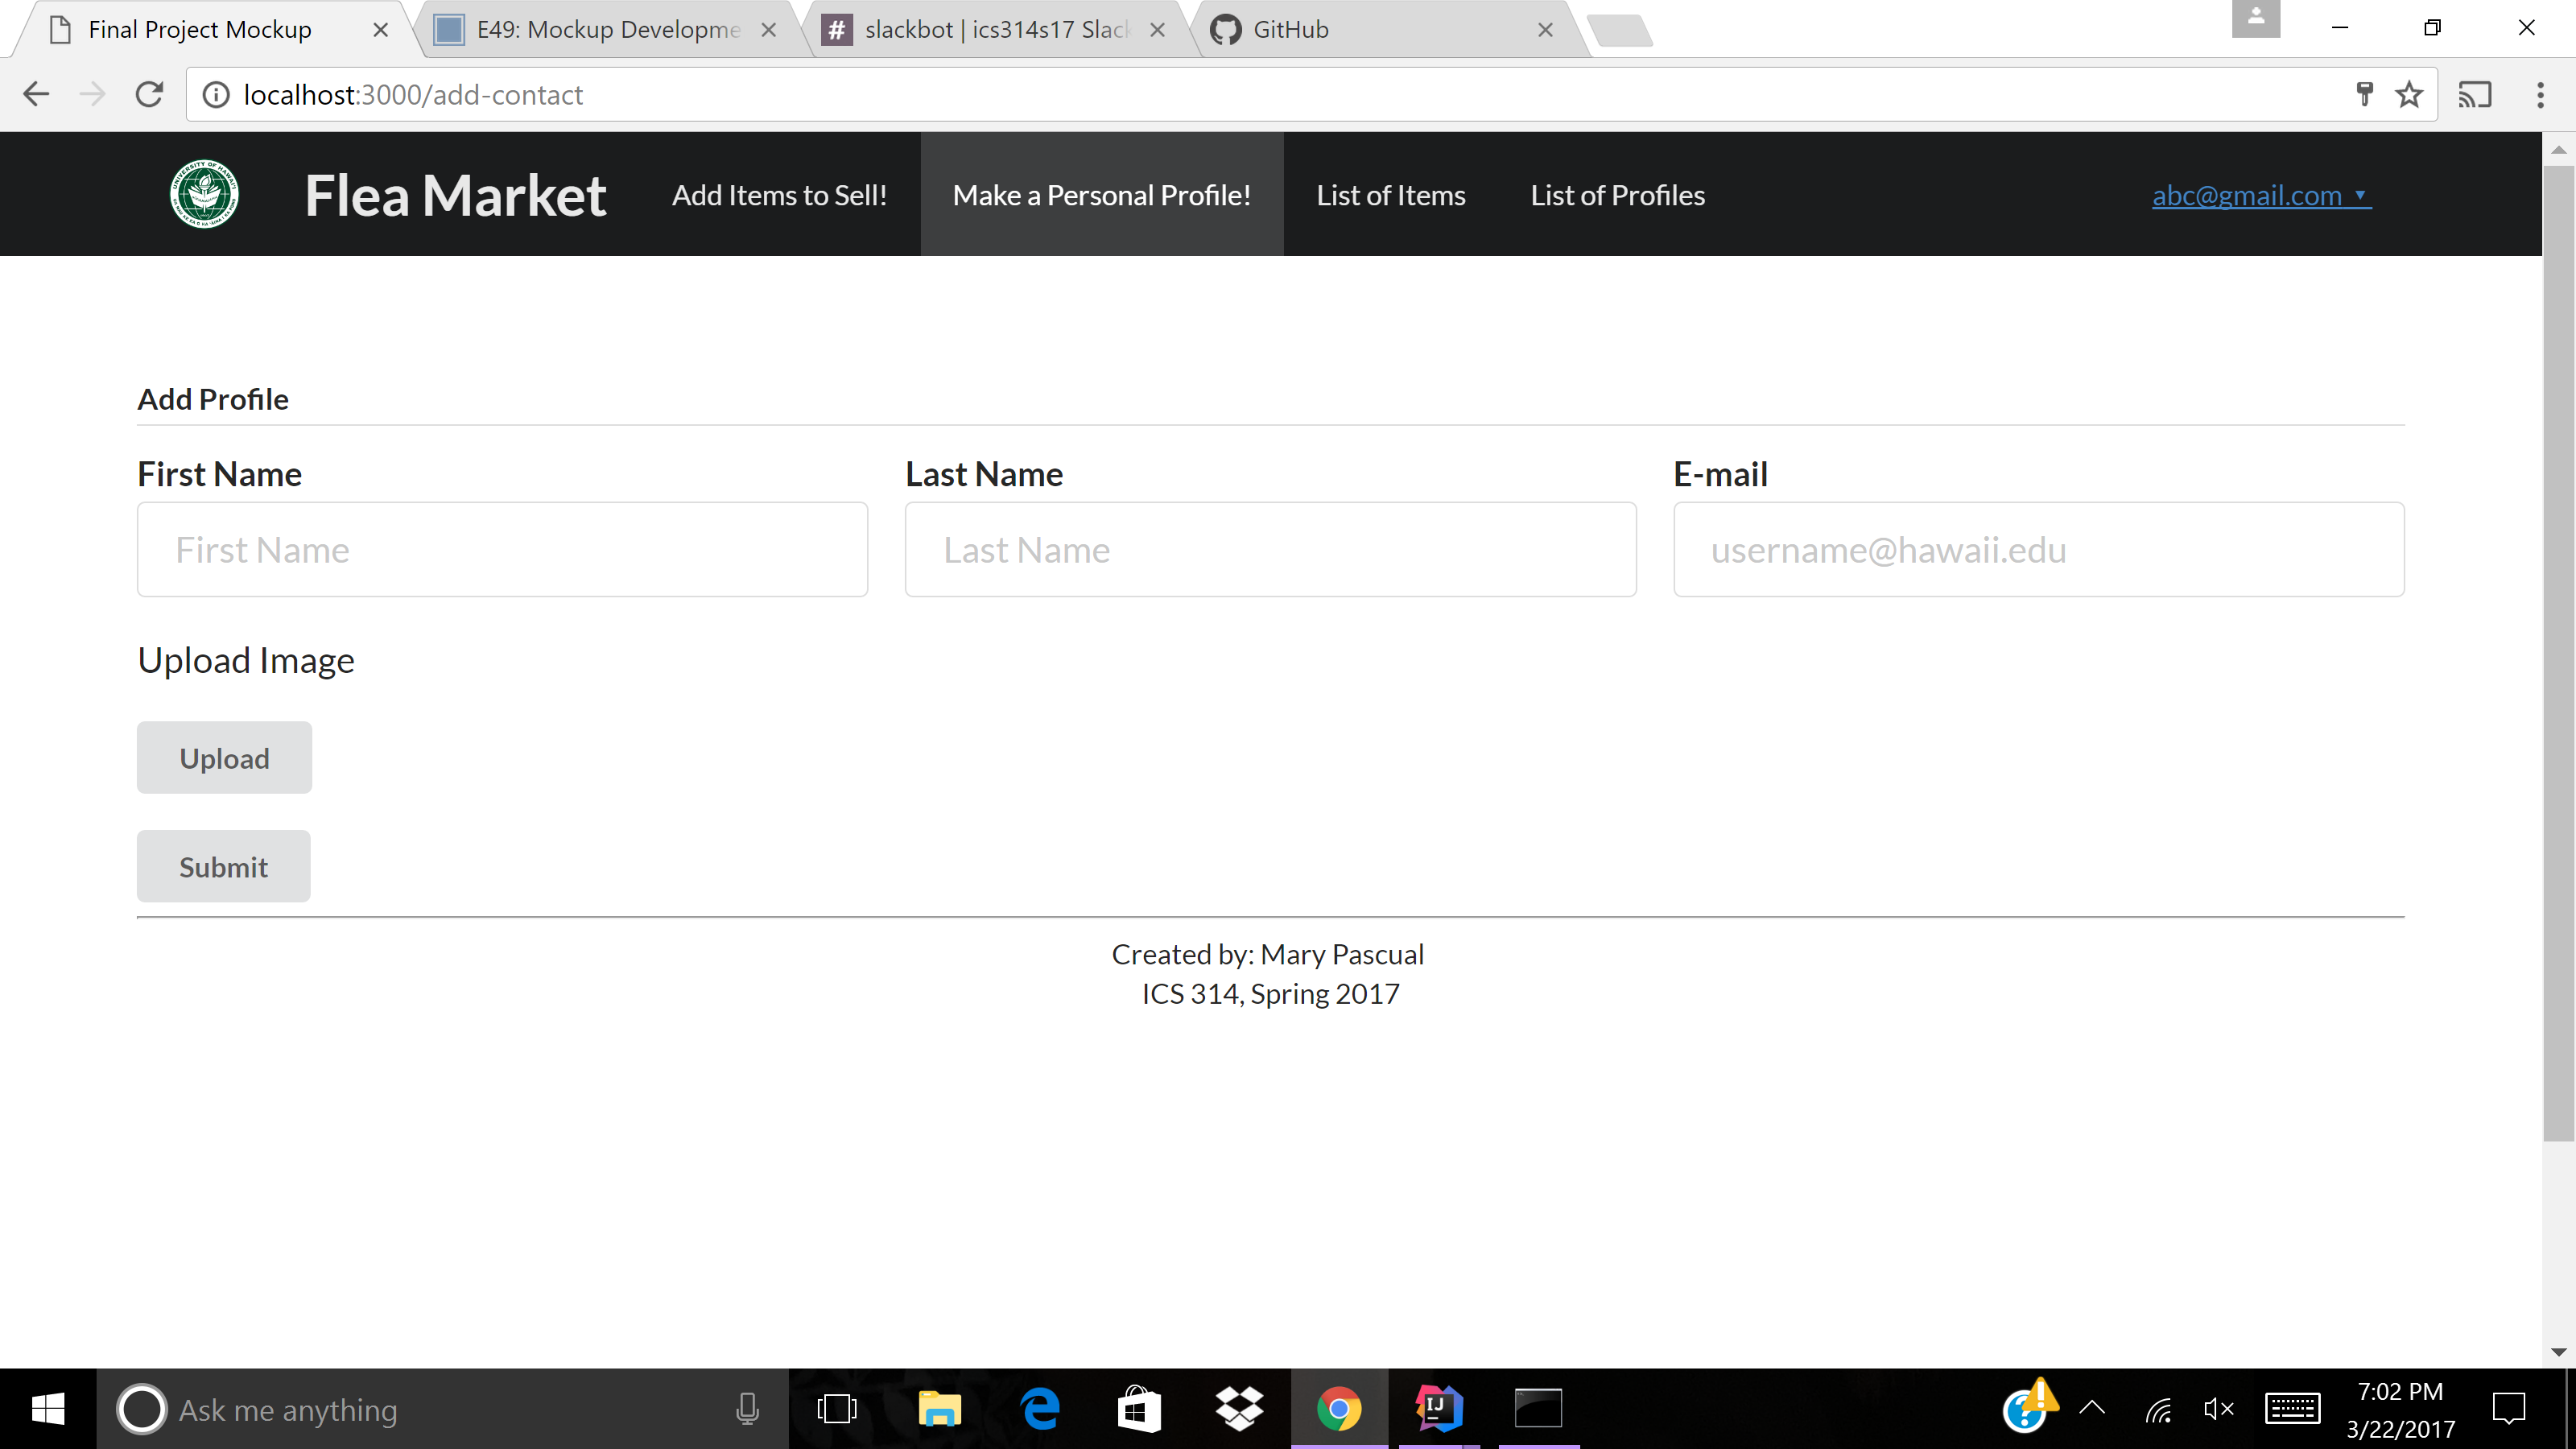 Final Project Mockup
E49: Mockup Developme
slackbot | ics314s17 Slack
GitHub
localhost:3000/add-contact
Flea Market
Add Items to Sell!
Make a Personal Profile!
List of Items
List of Profiles
abc@gmail.com
Add Profile
First Name
Last Name
E-mail
First Name
Last Name
username@hawaii.edu
Upload Image
Upload
Submit
Created by: Mary Pascual
ICS 314, Spring 2017
Ask me anything
IJ
7:02 PM
3/22/2017